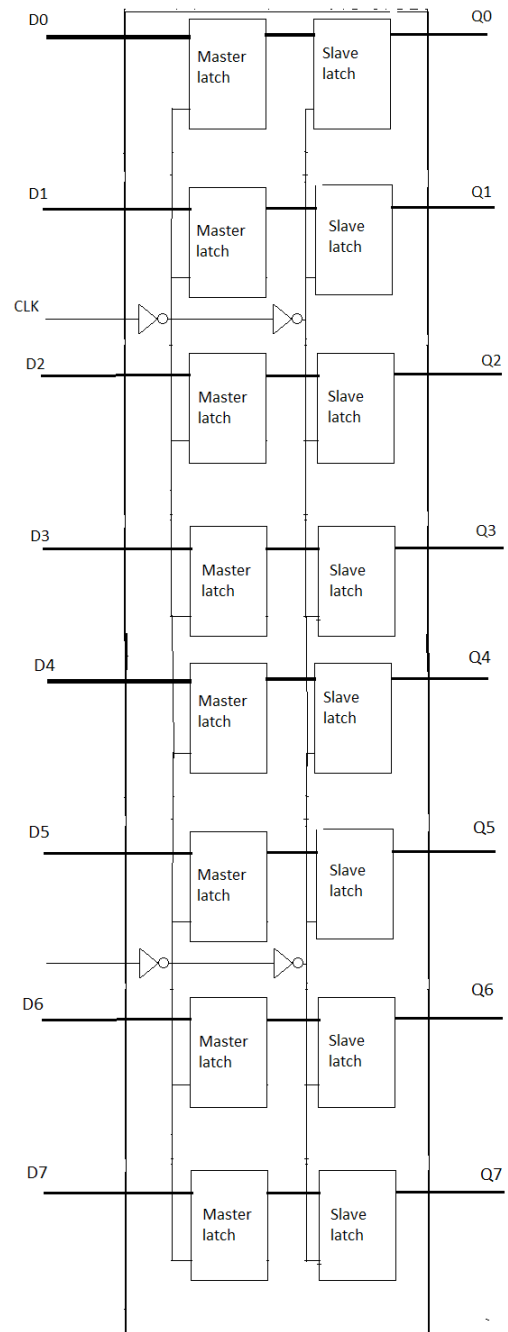 D0
Q0
Master
latch
Slave
latch
D1
Q1
Master
latch
Slave
latch
CLK
D2
Q2
Master
latch
Slave
latch
D3
Q3
Master
latch
Slave
latch
D4
Q4
Master
latch
Slave
latch
D5
Q5
Master
latch
Slave
latch
D6
Q6
Master
latch
Slave
latch
D7
Q7
Master
latch
Slave
latch